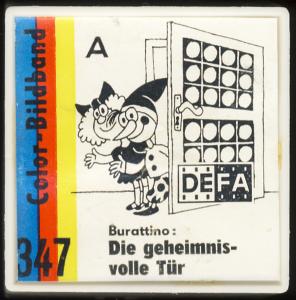 A
Color-Bildband
DEFA
347
Burattino:
Die geheimnis-
volle Tür